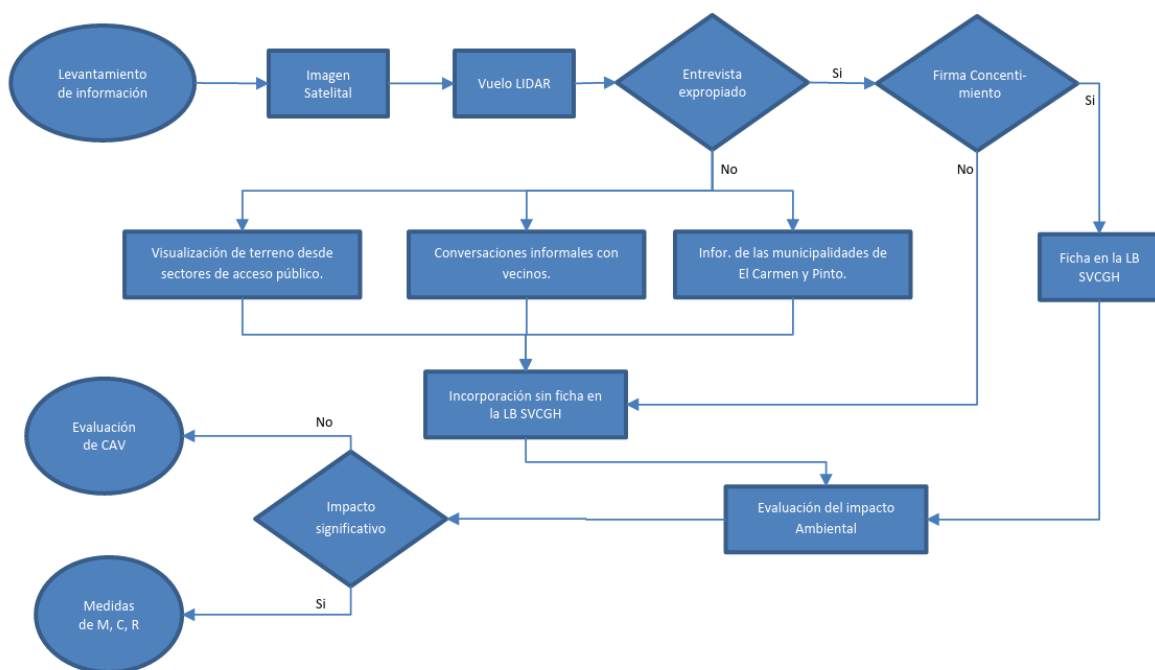 Levantamiento
de información
Imagen
Satelital
Vuelo LIDAR
Entrevista
expropiado
Si
Firma Concenti-
miento
Si
No
No
Visualización de terreno desde
sectores de acceso público.
Conversaciones informales con
vecinos.
Infor. de las municipalidades de
El Carmen y Pinto.
Ficha en la LB
SVCGH
Incorporación sin ficha en
la LB SVCGH
Evaluación
de CAV
No
Impacto
significativo
Evaluación del impacto
Ambiental
Si
Medidas
de M, C, R